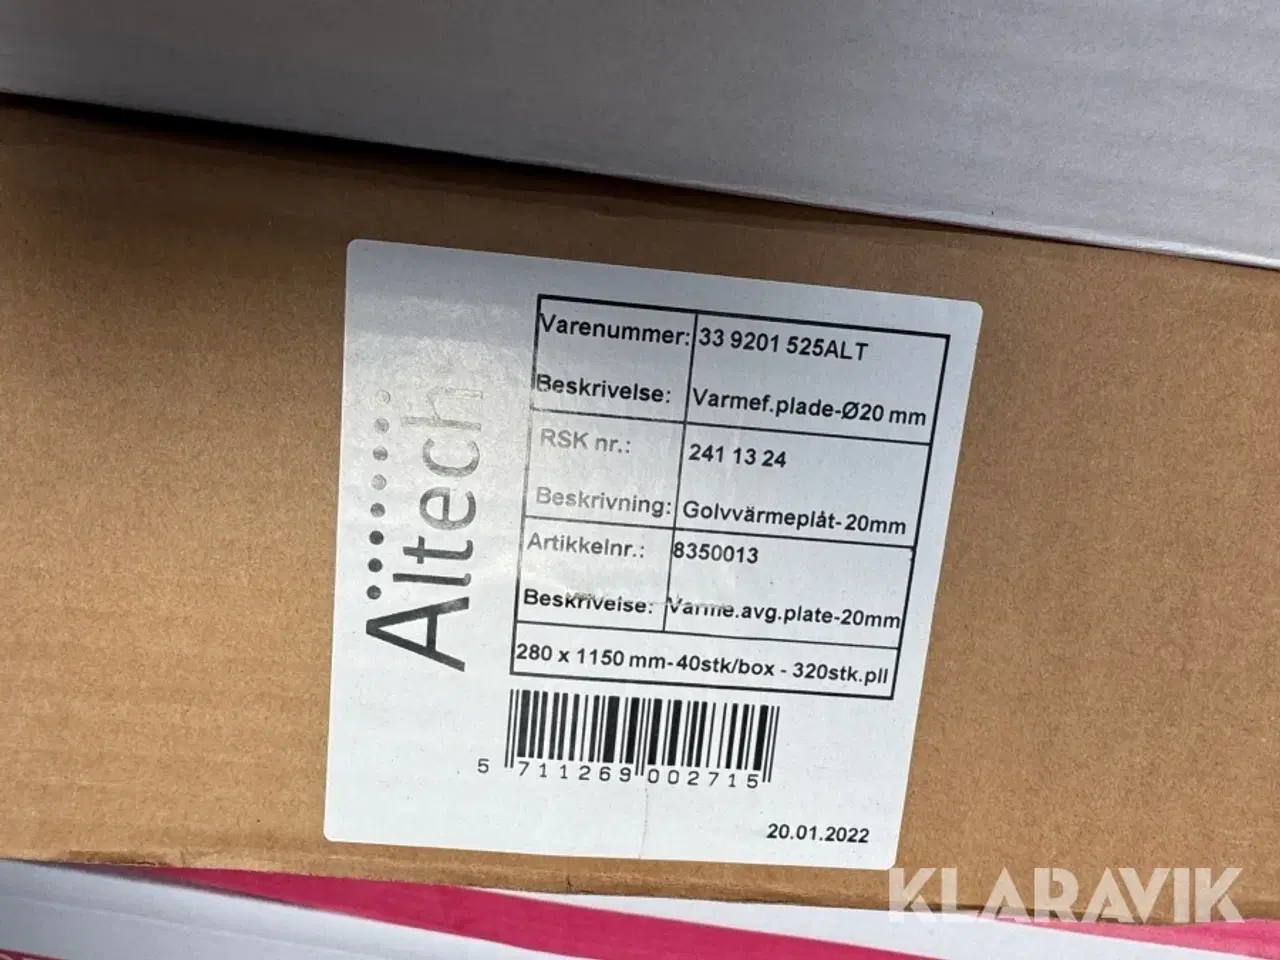 Altech
Varenummer: 33 9201 525ALT
Beskrivelse: Varmef.plade-Ø20 mm
RSK nr.: 241 13 24
Beskrivning: Golvvärmeplåt-20mm
Artikkelnr.: 8350013
Beskrivelse: Varme.avg.plate-20mm
280 x 1150 mm-40stk/box - 320stk.pll
5 711269 002715
20.01.2022
KLARAVIK